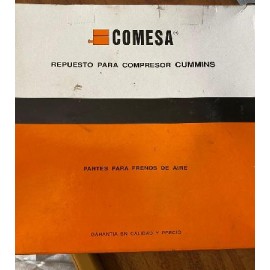 COMESA
REPUESTO PARA COMPRESOR CUMMINS
PARTES PARA FRENOS DE AIRE
GARANTIA EN CALIDAD Y PRECIO